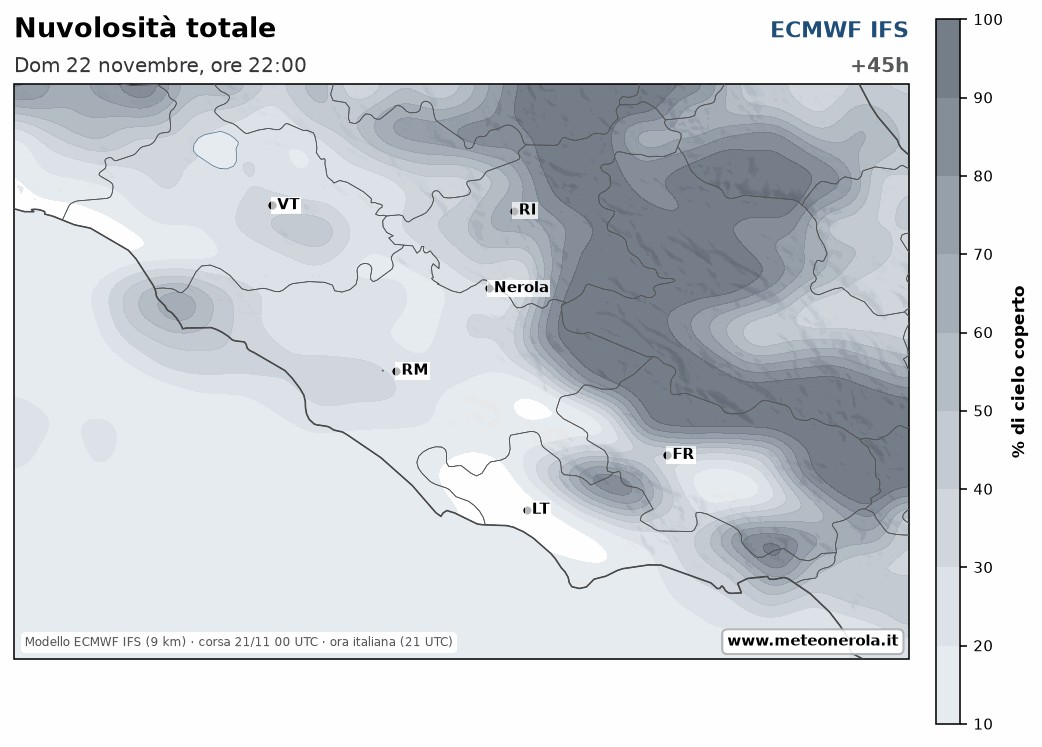 Nuvolosità totale
ECMWF IFS
Dom 22 novembre, ore 22:00
+45h
VT
RI
Nerola
RM
FR
LT
100
90
80
70
60
50
40
30
20
10
% di cielo coperto
Modello ECMWF IFS (9 km) · corsa 21/11 00 UTC · ora italiana (21 UTC)
www.meteonerola.it